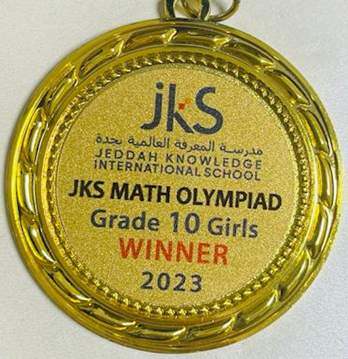 jkS
مدرسة المعرفة العالمية بجدة
JEDDAH KNOWLEDGE
INTERNATIONAL SCHOOL
JKS MATH OLYMPIAD
Grade 10 Girls
WINNER
2023